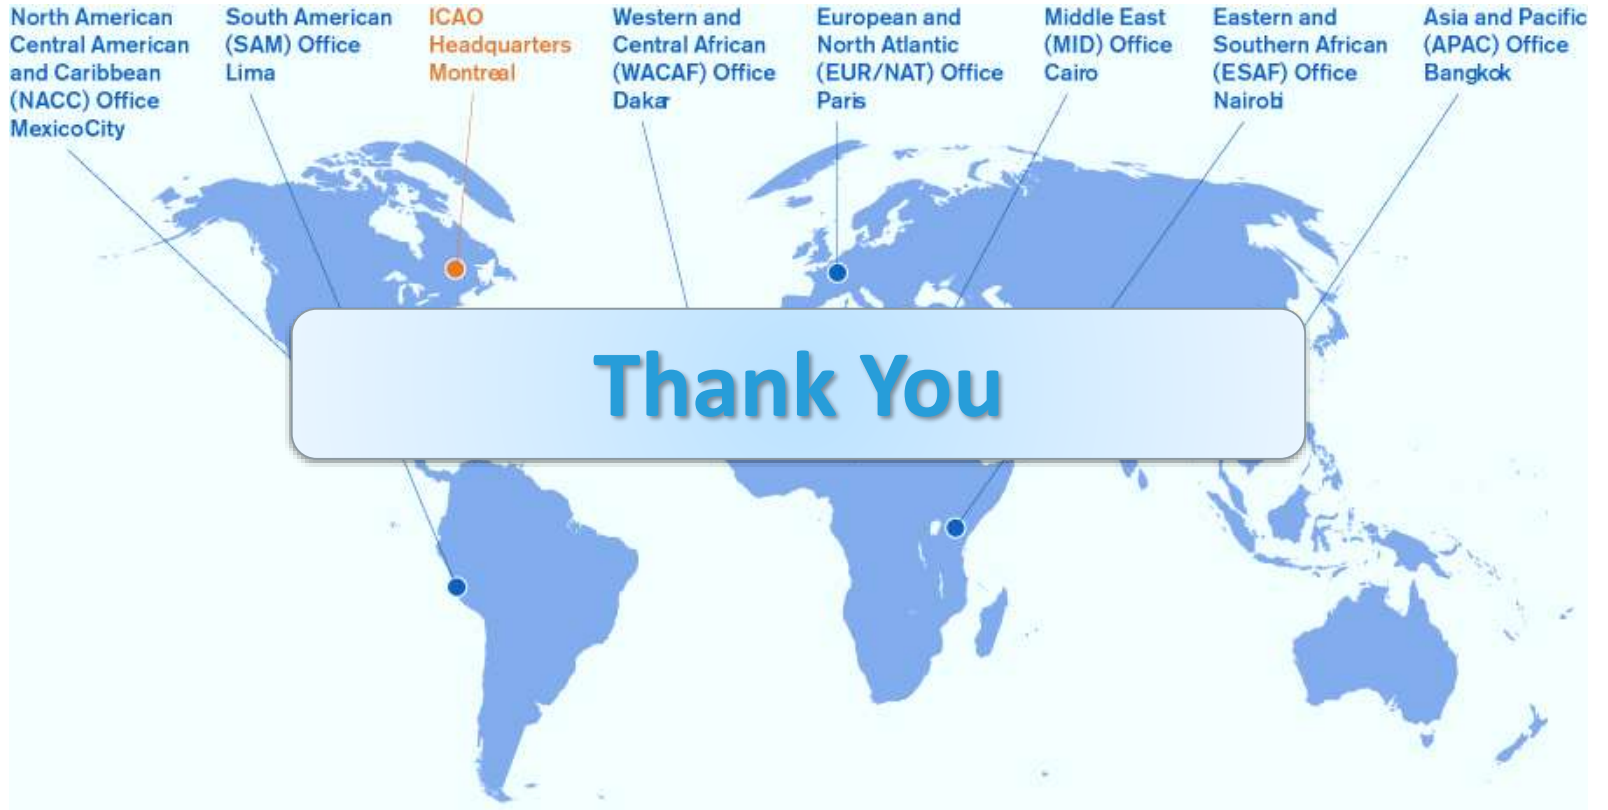 North American
Central American
and Caribbean
(NACC) Office
MexicoCity
South American
(SAM) Office
Lima
ICAO
Headquarters
Montreal
Western and
Central African
(WACAF) Office
Dakar
European and
North Atlantic
(EUR/NAT) Office
Paris
Middle East
(MID) Office
Cairo
Eastern and
Southern African
(ESAF) Office
Nairobi
Asia and Pacific
(APAC) Office
Bangkok
Thank You